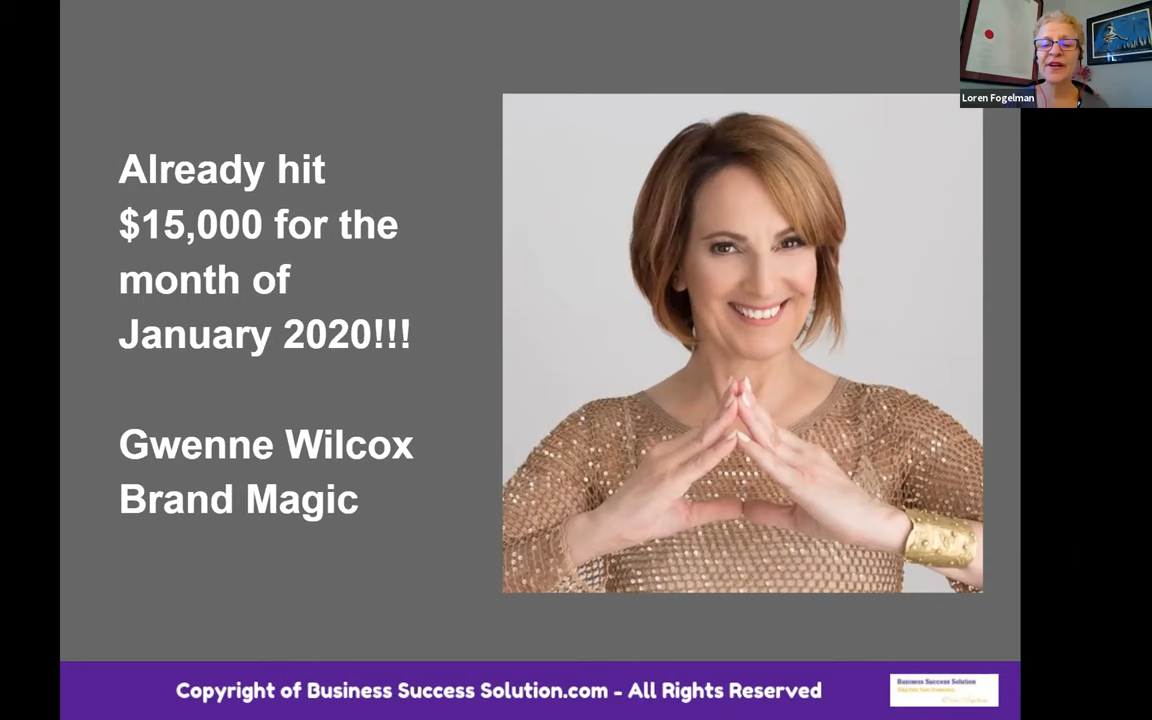 Already hit
$15,000 for the
month of
January 2020!!!
Gwenne Wilcox
Brand Magic
Loren Fogelman
Copyright of Business Success Solution.com - All Rights Reserved
Business Success Solution